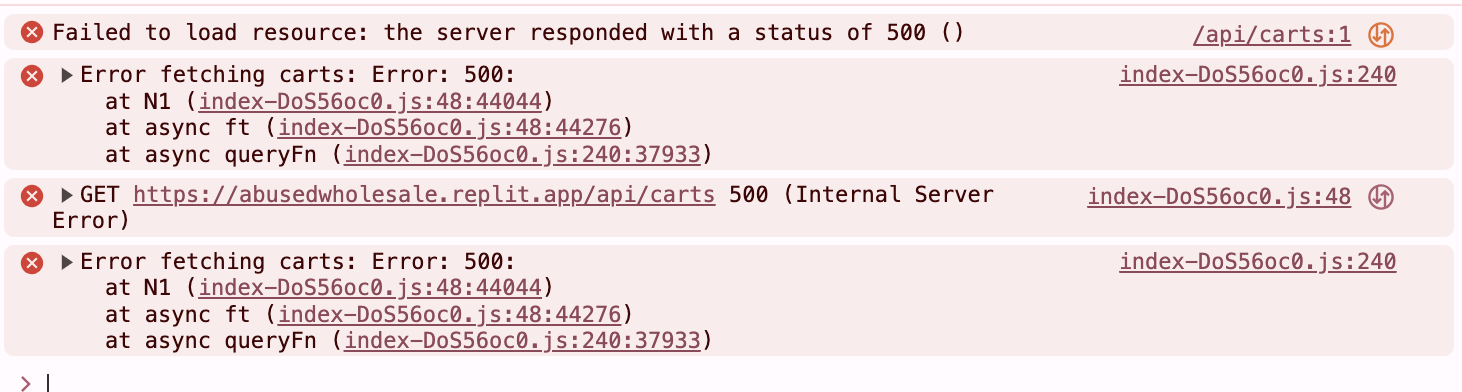 Failed to load resource: the server responded with a status of 500 () /api/carts:1
Error fetching carts: Error: 500: index-DoS56oc0.js:240
at N1 (index-DoS56oc0.js:48:44044)
at async ft (index-DoS56oc0.js:48:44276)
at async queryFn (index-DoS56oc0.js:240:37933)
GET https://abusedwholesale.replit.app/api/carts 500 (Internal Server index-DoS56oc0.js:48
Error)
Error fetching carts: Error: 500: index-DoS56oc0.js:240
at N1 (index-DoS56oc0.js:48:44044)
at async ft (index-DoS56oc0.js:48:44276)
at async queryFn (index-DoS56oc0.js:240:37933)